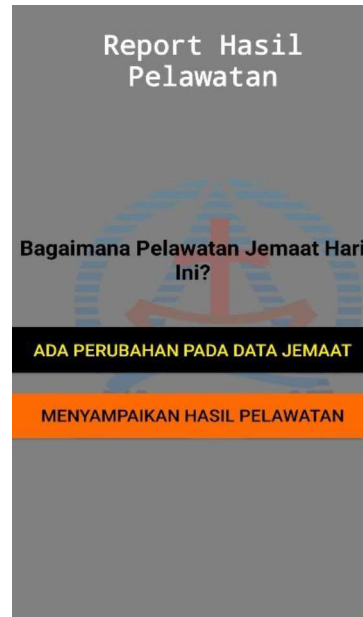 Report Hasil
Pelawatan
Bagaimana Pelawatan Jemaat Hari
Ini?
ADA PERUBAHAN PADA DATA JEMAAT
MENYAMPAIKAN HASIL PELAWATAN